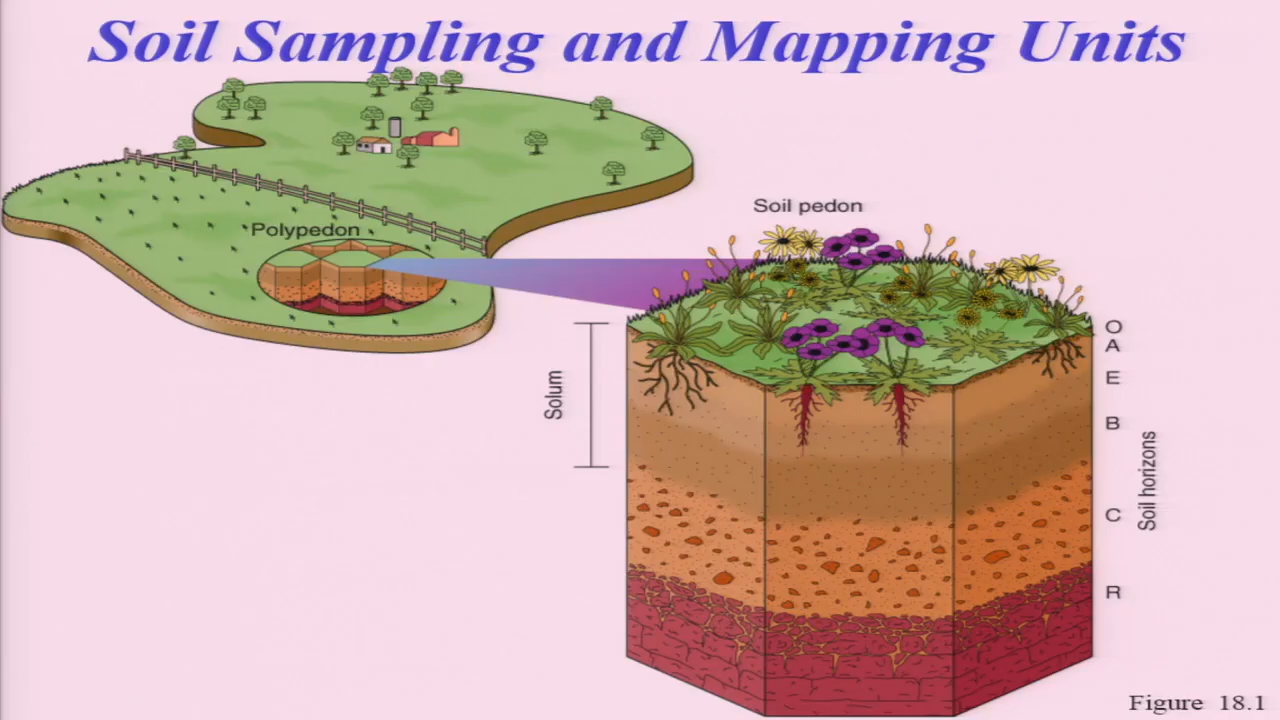 Soil Sampling and Mapping Units
Soil pedon
Polypedon
Solum
O
A
E
B
C
R
Soil horizons
Figure 18.1